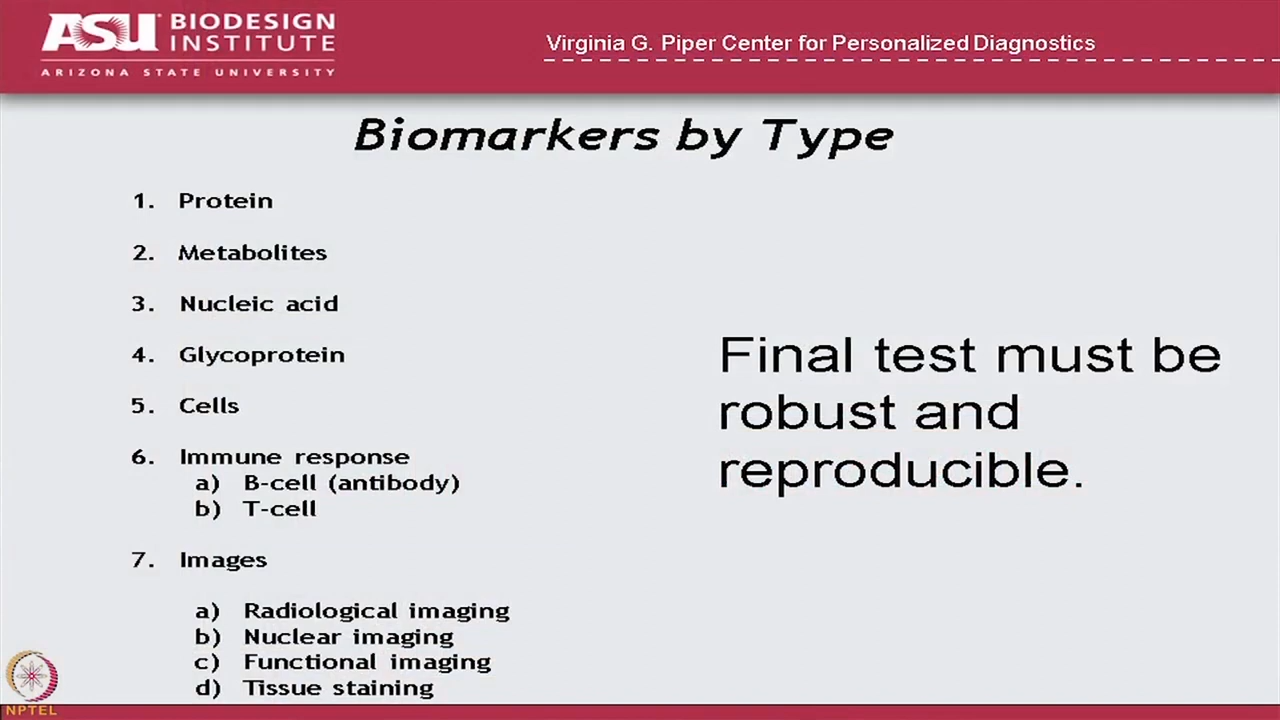 ASU BIODESIGN INSTITUTE
ARIZONA STATE UNIVERSITY
Virginia G. Piper Center for Personalized Diagnostics
Biomarkers by Type
1. Protein
2. Metabolites
3. Nucleic acid
4. Glycoprotein
5. Cells
6. Immune response
a) B-cell (antibody)
b) T-cell
7. Images
a) Radiological imaging
b) Nuclear imaging
c) Functional imaging
d) Tissue staining
Final test must be
robust and
reproducible.
NPTEL